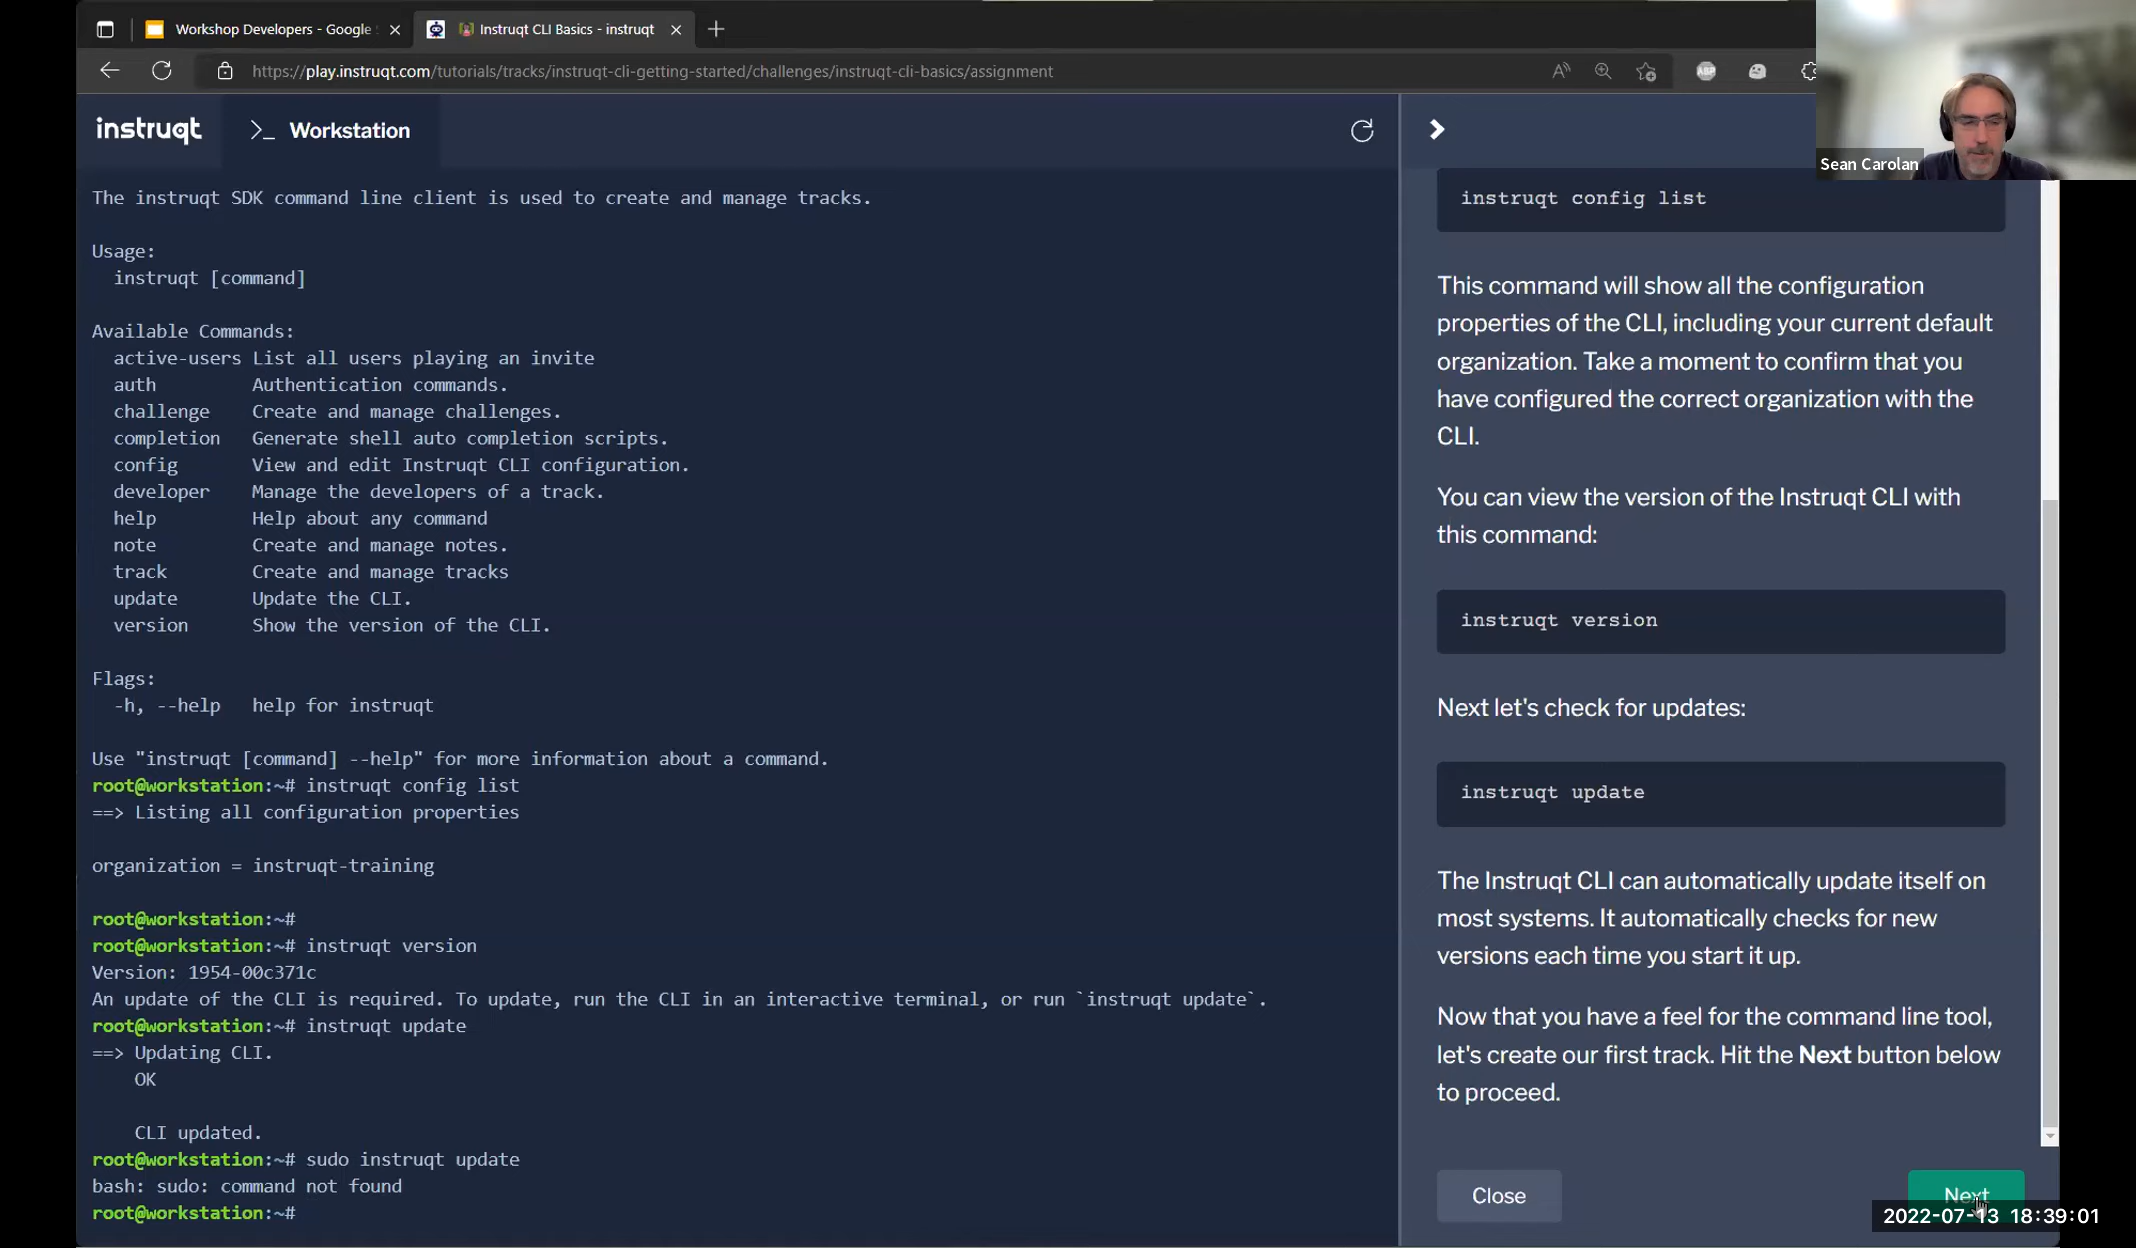 Workshop Developers - Google
Instruqt CLI Basics - instruqt
https://play.instruqt.com/tutorials/tracks/instruqt-cli-getting-started/challenges/instruqt-cli-basics/assignment
ABP
Sean Carolan
instruqt
>_ Workstation
The instruqt SDK command line client is used to create and manage tracks.
Usage:
instruqt [command]
Available Commands:
active-users List all users playing an invite
auth Authentication commands.
challenge Create and manage challenges.
completion Generate shell auto completion scripts.
config View and edit Instruqt CLI configuration.
developer Manage the developers of a track.
help Help about any command
note Create and manage notes.
track Create and manage tracks
update Update the CLI.
version Show the version of the CLI.
Flags:
-h, --help help for instruqt
Use "instruqt [command] --help" for more information about a command.
root@workstation:~# instruqt config list
==> Listing all configuration properties
organization = instruqt-training
root@workstation:~#
root@workstation:~# instruqt version
Version: 1954-00c371c
An update of the CLI is required. To update, run the CLI in an interactive terminal, or run `instruqt update`.
root@workstation:~# instruqt update
==> Updating CLI.
OK
CLI updated.
root@workstation:~# sudo instruqt update
bash: sudo: command not found
root@workstation:~#
instruqt config list
This command will show all the configuration
properties of the CLI, including your current default
organization. Take a moment to confirm that you
have configured the correct organization with the
CLI.
You can view the version of the Instruqt CLI with
this command:
instruqt version
Next let's check for updates:
instruqt update
The Instruqt CLI can automatically update itself on
most systems. It automatically checks for new
versions each time you start it up.
Now that you have a feel for the command line tool,
let's create our first track. Hit the Next button below
to proceed.
Close
Next
2022-07-13 18:39:01